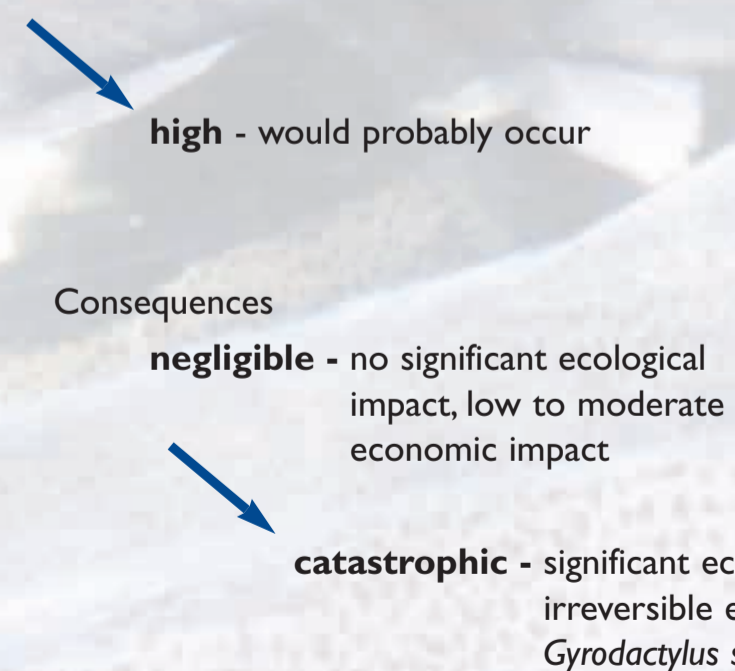 high - would probably occur
Consequences
negligible - no significant ecological
impact, low to moderate
economic impact
catastrophic - significant
irreversible
Gyrodactylus